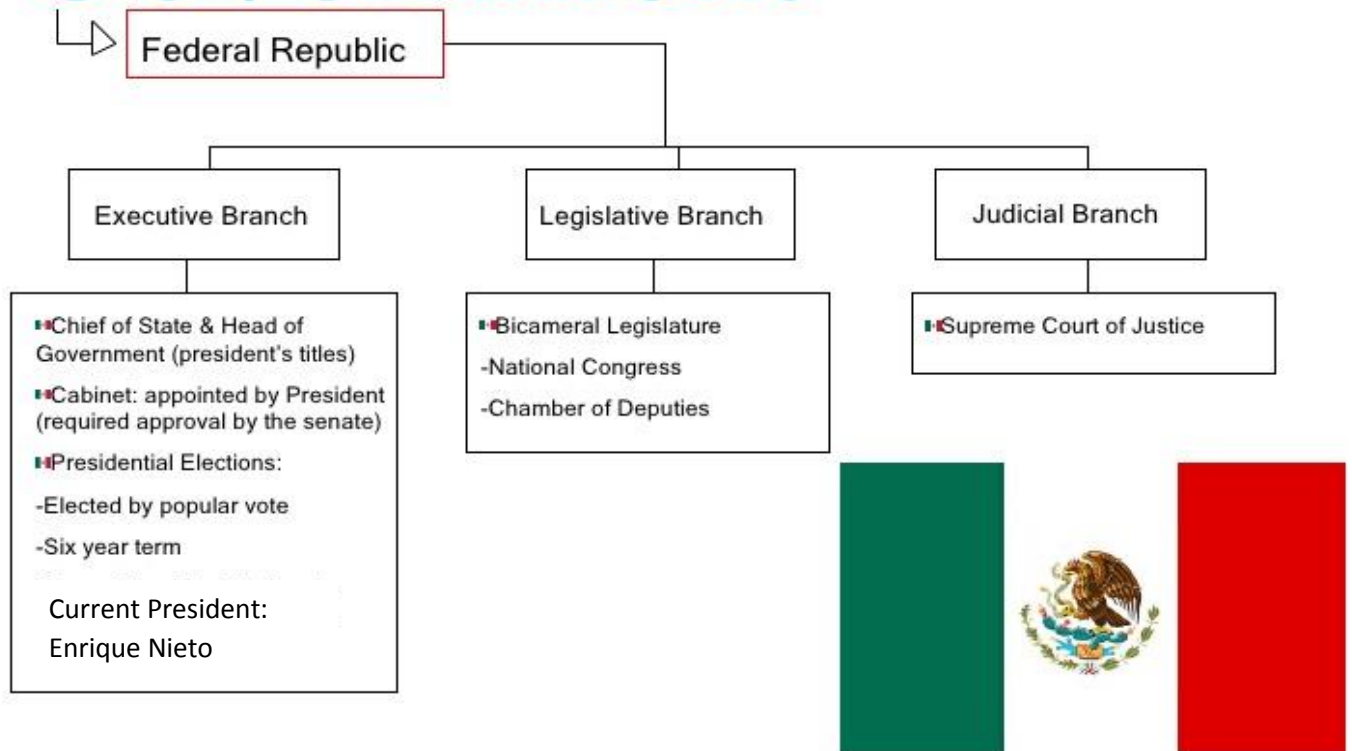 Federal Republic
Executive Branch
Legislative Branch
Judicial Branch
Chief of State & Head of
Government (president's titles)
Cabinet: appointed by President
(required approval by the senate)
Presidential Elections:
-Elected by popular vote
-Six year term
Current President:
Enrique Nieto
Bicameral Legislature
-National Congress
-Chamber of Deputies
Supreme Court of Justice